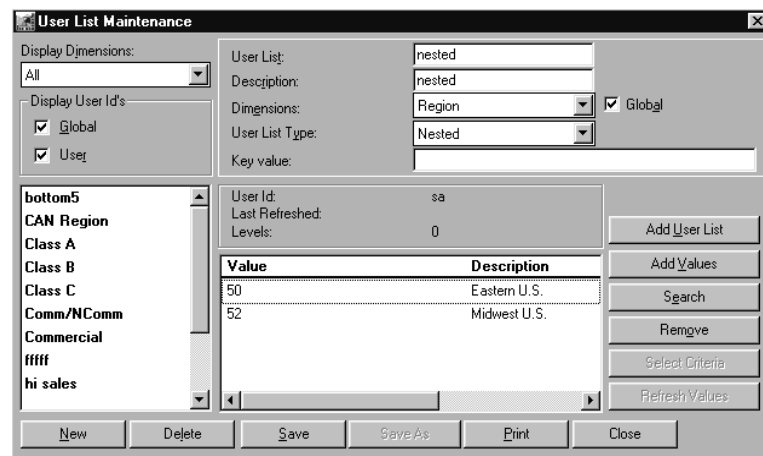 User List Maintenance
Display Dimensions:
All
Display User Id's
Global
User
User List:
nested
Description:
nested
Dimensions:
Region
Global
User List Type:
Nested
Key value:
bottom5
CAN Region
Class A
Class B
Class C
Comm/NComm
Commercial
fffff
hi sales
User Id:
sa
Last Refreshed:
Levels:
0
Value Description
50 Eastern U.S.
52 Midwest U.S.
Add User List
Add Values
Search
Remove
Select Criteria
Refresh Values
New Delete Save Save As Print Close